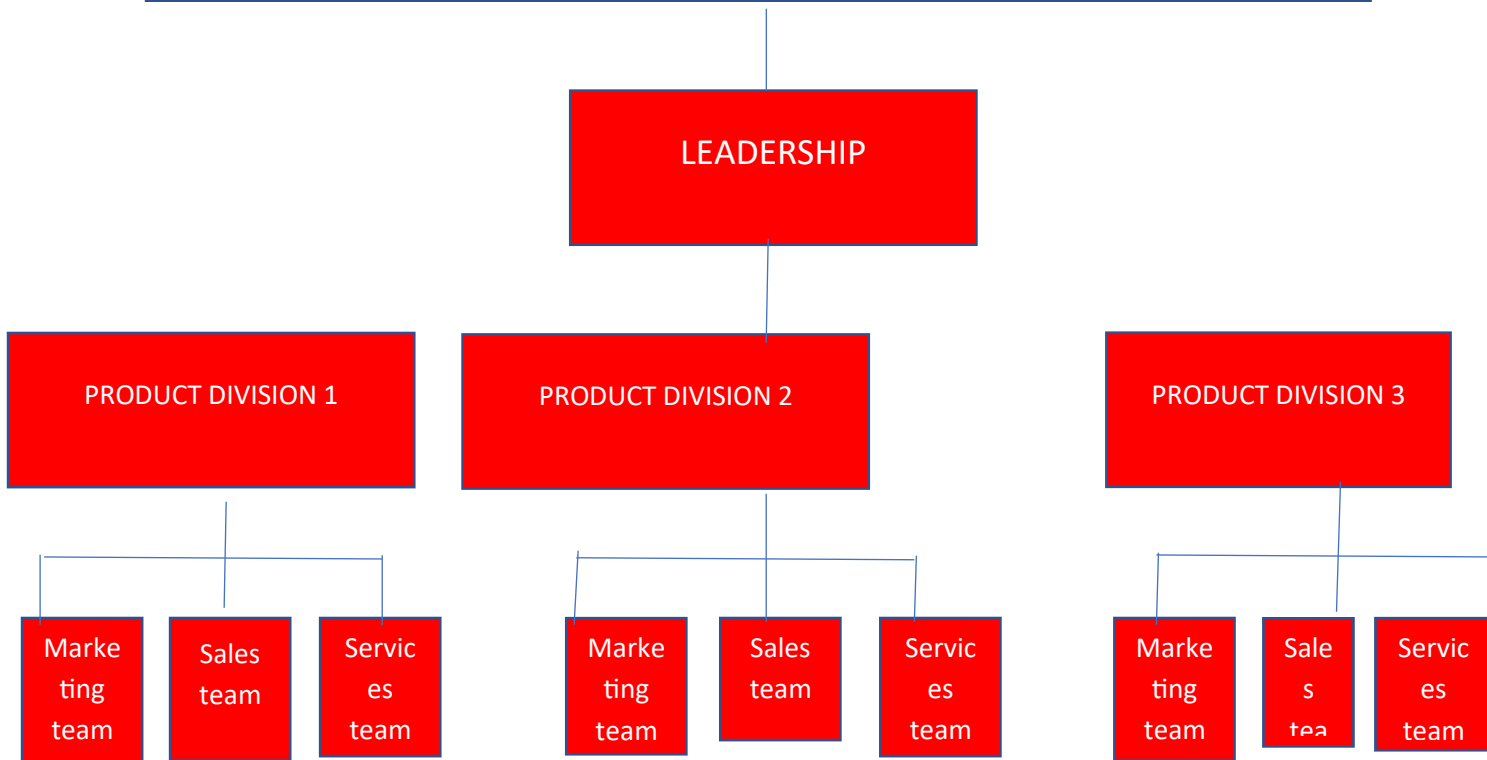 LEADERSHIP
PRODUCT DIVISION 1
PRODUCT DIVISION 2
PRODUCT DIVISION 3
Marke
ting
team
Sales
team
Servic
es
team
Marke
ting
team
Sales
team
Servic
es
team
Marke
ting
team
Sale
s
tea
Servic
es
team